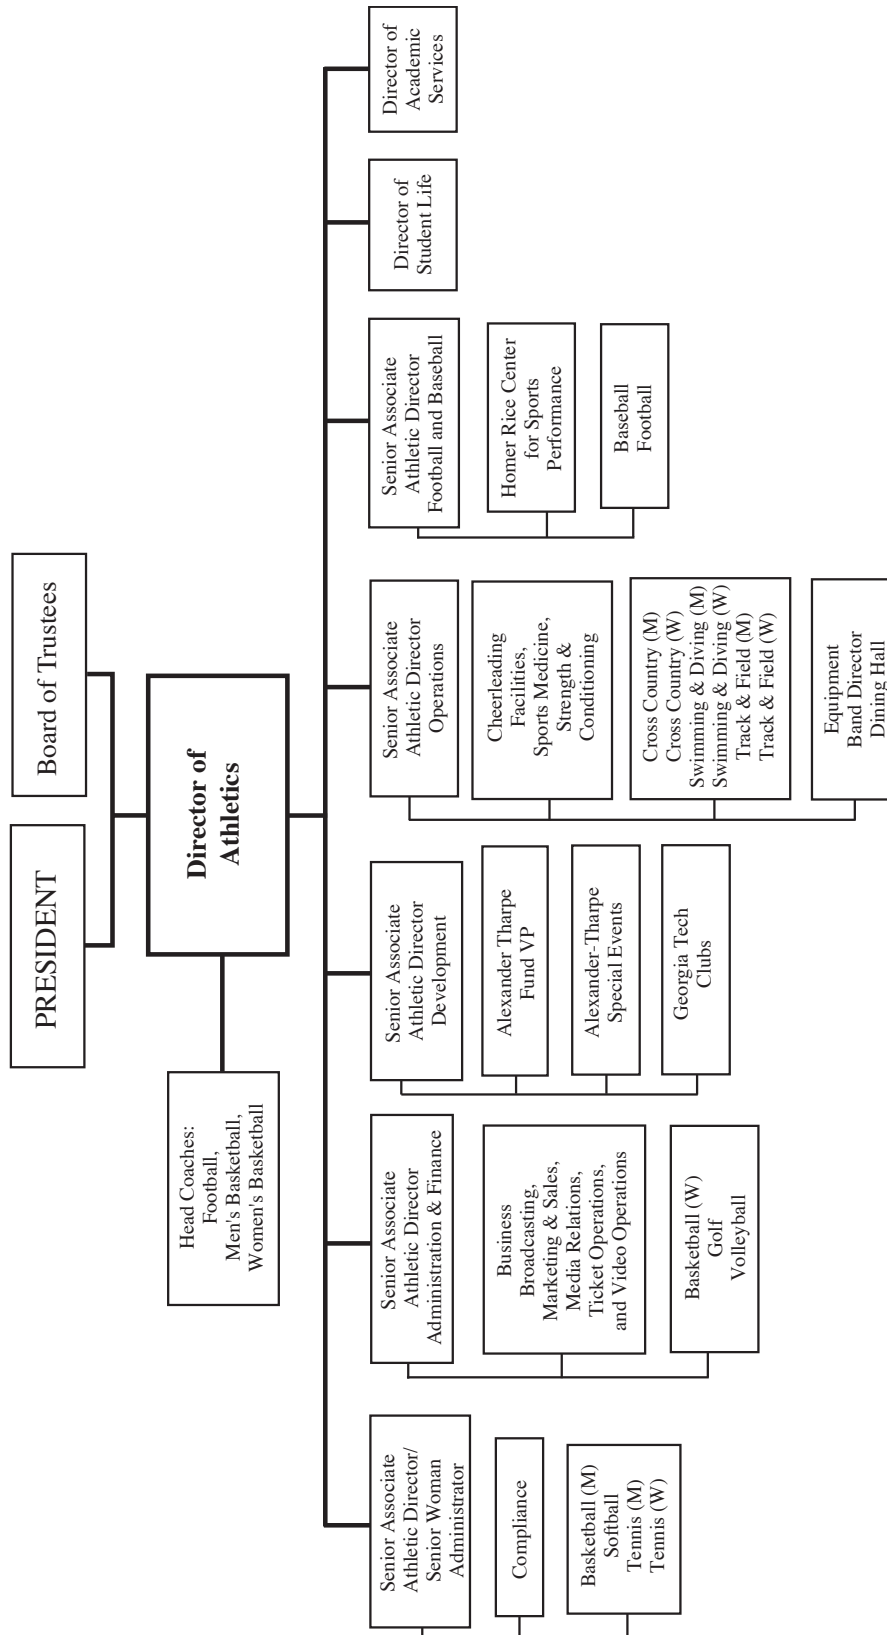 PRESIDENT
Board of Trustees
Director of
Athletics
Head Coaches:
Football,
Men's Basketball,
Women's Basketball
Senior Associate
Athletic Director/
Senior Woman
Administrator
Compliance
Basketball (M)
Softball
Tennis (M)
Tennis (W)
Senior Associate
Athletic Director
Administration & Finance
Business
Broadcasting,
Marketing & Sales,
Media Relations,
Ticket Operations,
and Video Operations
Basketball (W)
Golf
Volleyball
Senior Associate
Athletic Director
Development
Alexander Tharpe
Fund VP
Alexander-Tharpe
Special Events
Georgia Tech
Clubs
Senior Associate
Athletic Director
Operations
Cheerleading
Facilities,
Sports Medicine,
Strength &
Conditioning
Cross Country (M)
Cross Country (W)
Swimming & Diving (M)
Swimming & Diving (W)
Track & Field (M)
Track & Field (W)
Equipment
Band Director
Dining Hall
Senior Associate
Athletic Director
Football and Baseball
Homer Rice Center
for Sports
Performance
Baseball
Football
Director of
Student Life
Director of
Academic
Services